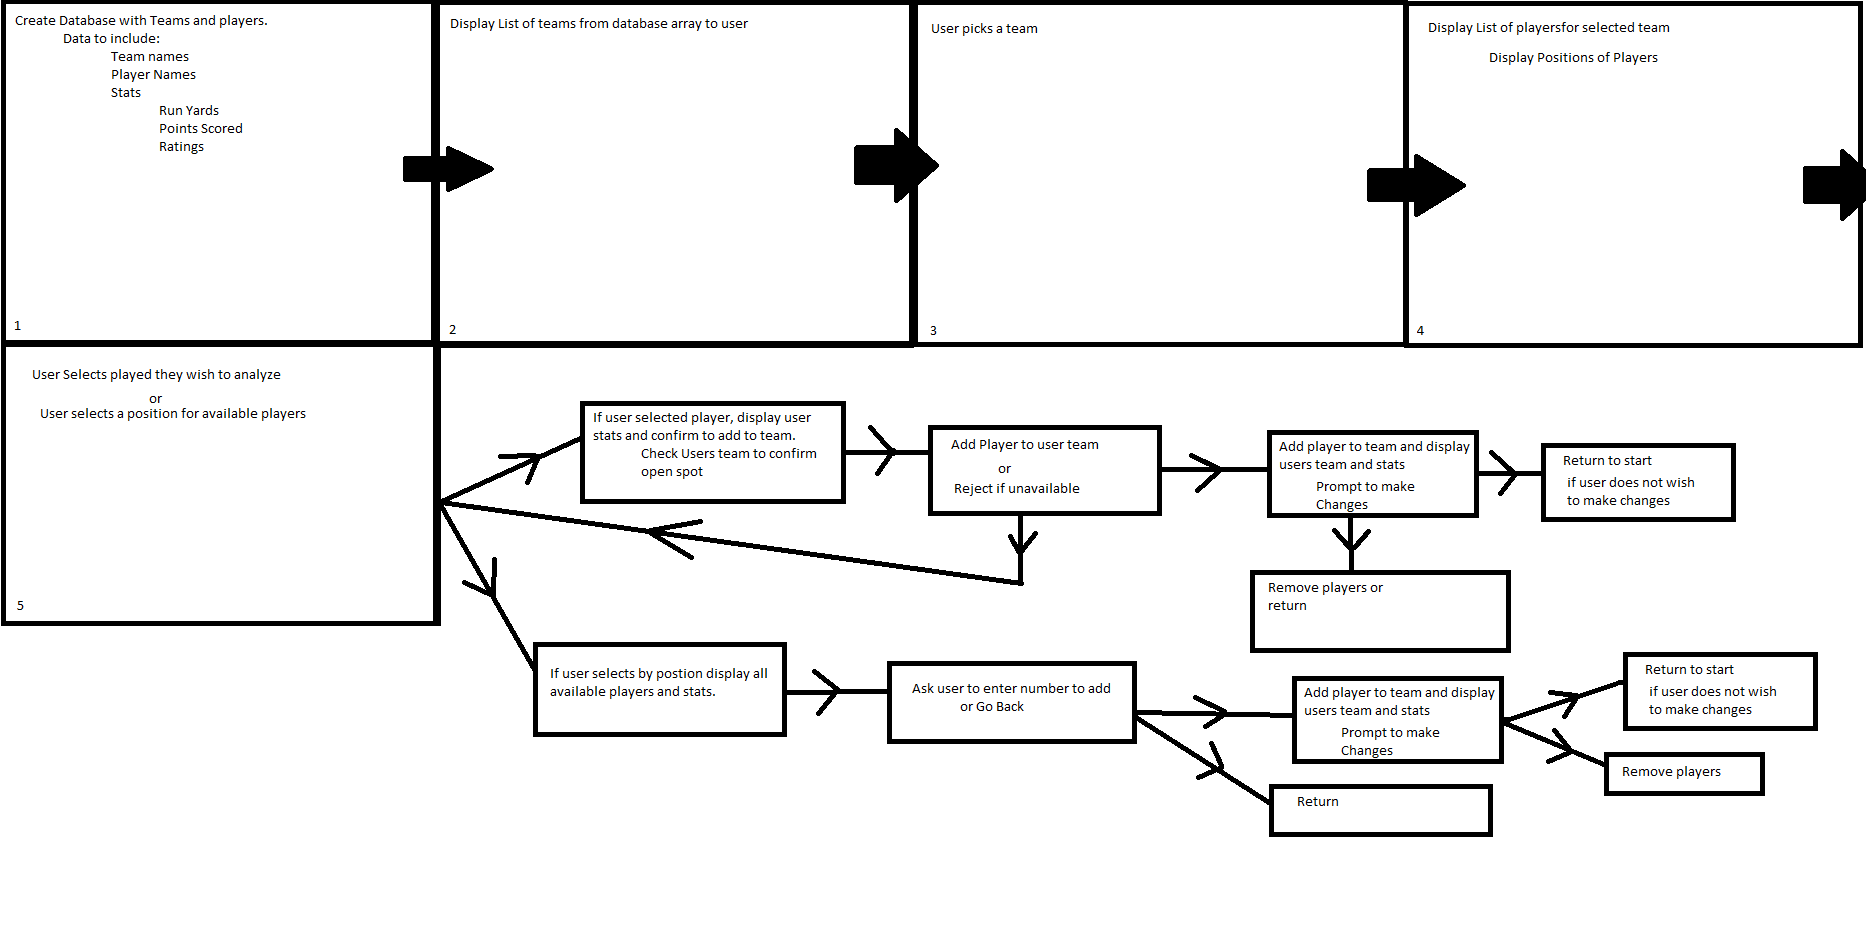 Create Database with Teams and players.
Data to include:
Team names
Player Names
Stats
Run Yards
Points Scored
Ratings
1
Display List of teams from database array to user
2
User picks a team
3
Display List of playersfor selected team
Display Positions of Players
4
User Selects played they wish to analyze
or
User selects a position for available players
5
If user selected player, display user
stats and confirm to add to team.
Check Users team to confirm
open spot
Add Player to user team
or
Reject if unavailable
Add player to team and display
users team and stats
Prompt to make
Changes
Return to start
if user does not wish
to make changes
Remove players or
return
If user selects by postion display all
available players and stats.
Ask user to enter number to add
or Go Back
Add player to team and display
users team and stats
Prompt to make
Changes
Return to start
if user does not wish
to make changes
Remove players
Return